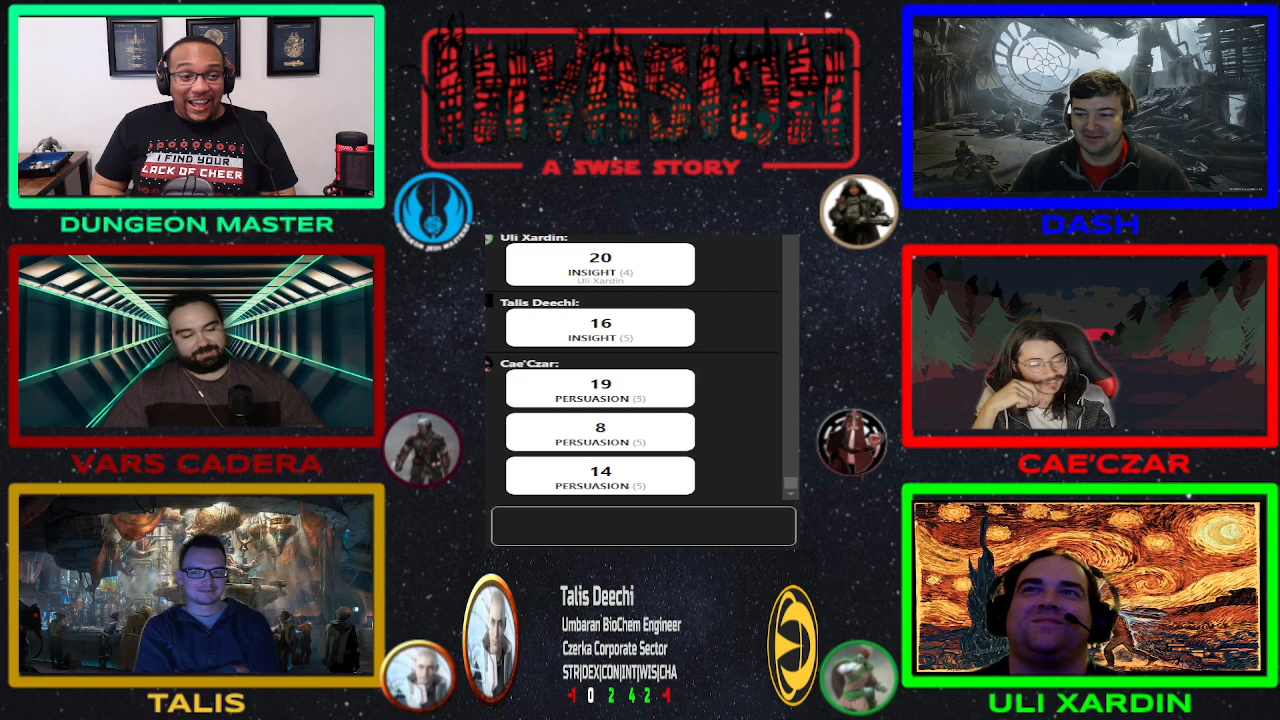 INVASION
A SWSE STORY
I FIND YOUR
LACK OF CHEER
DUNGEON MASTER
DASH
VARS CADERA
CAE'CZAR
TALIS
ULI XARDIN
Uli Xardin:
20
INSIGHT (4)
Uli Xardin
Talis Deechi:
16
INSIGHT (5)
Cae'Czar:
19
PERSUASION (5)
8
PERSUASION (5)
14
PERSUASION (5)
Talis Deechi
Umbaran BioChem Engineer
Czerka Corporate Sector
STR|DEX|CON|INT|WIS|CHA
-1 0 2 4 2 -1